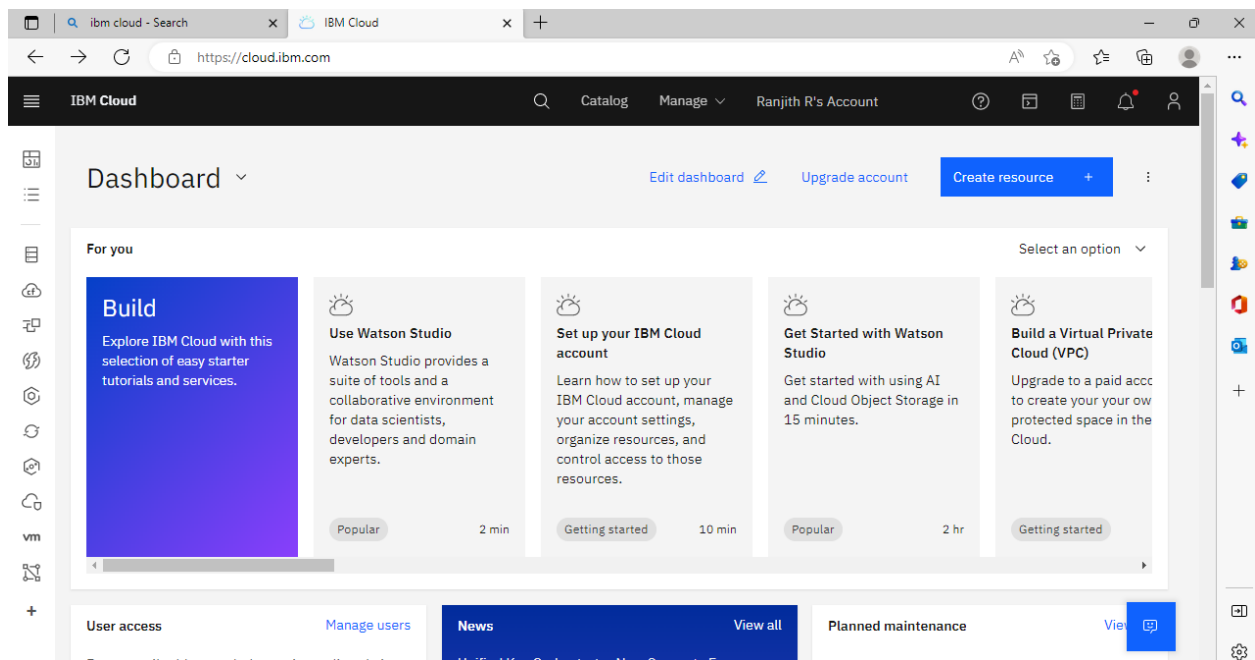 ibm cloud - Search
IBM Cloud
https://cloud.ibm.com
IBM Cloud
Catalog
Manage
Ranjith R's Account
Dashboard
Edit dashboard
Upgrade account
Create resource +
For you
Select an option
Build
Explore IBM Cloud with this
selection of easy starter
tutorials and services.
Use Watson Studio
Watson Studio provides a
suite of tools and a
collaborative environment
for data scientists,
developers and domain
experts.
Popular
2 min
Set up your IBM Cloud
account
Learn how to set up your
IBM Cloud account, manage
your account settings,
organize resources, and
control access to those
resources.
Getting started
10 min
Get Started with Watson
Studio
Get started with using AI
and Cloud Object Storage in
15 minutes.
Popular
2 hr
Build a Virtual Private
Cloud (VPC)
Upgrade to a paid acc
to create your your ow
protected space in the
Cloud.
Getting started
cf
vm
User access
Manage users
News
View all
Planned maintenance